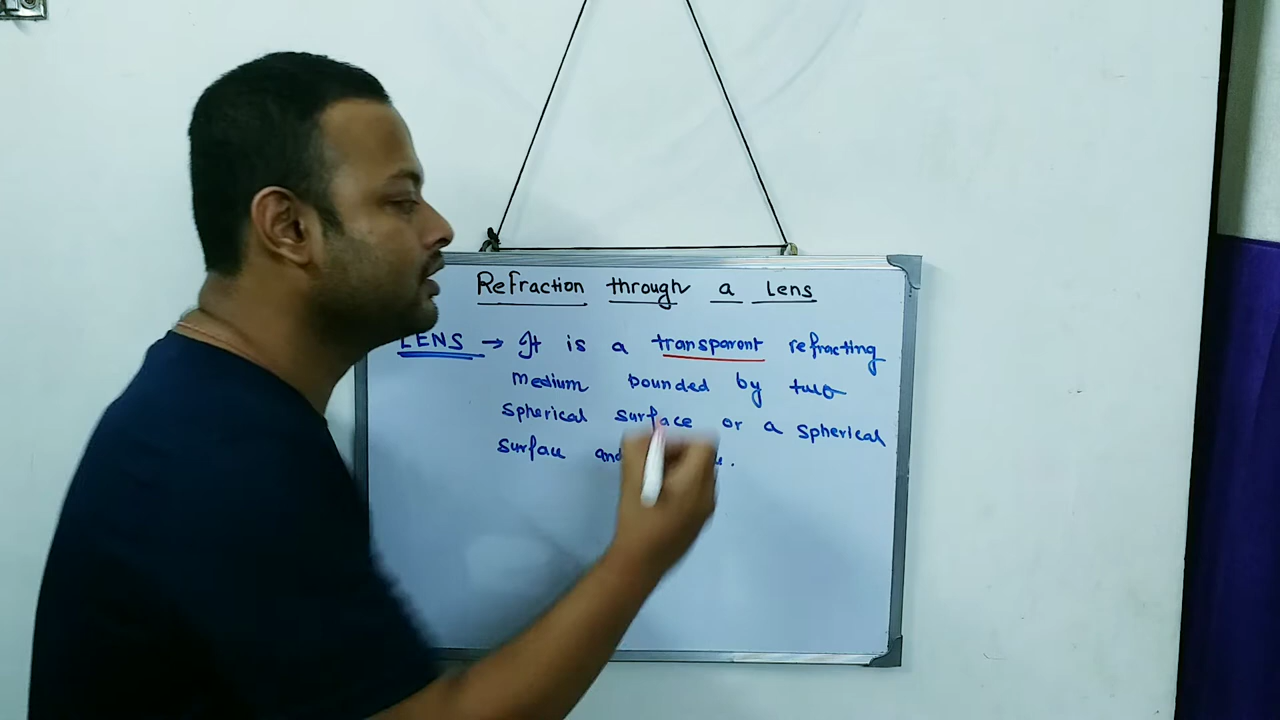 Refraction through a Lens
LENS → It is a transparent refracting
medium bounded by two
spherical surface or a spherical
surface and